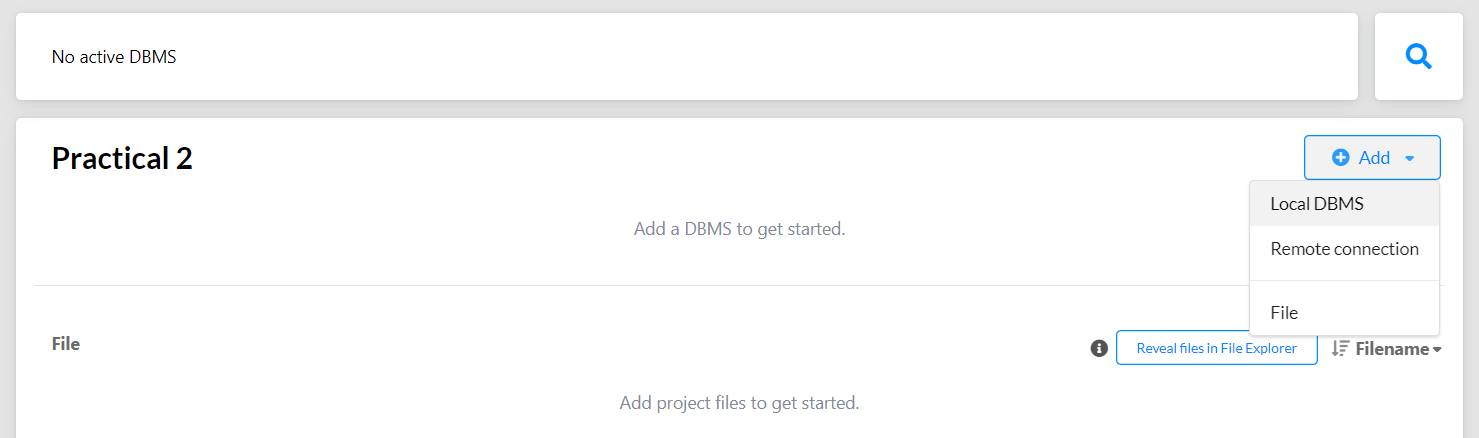 No active DBMS
Practical 2
Add
Local DBMS
Add a DBMS to get started.
Remote connection
File
File
Reveal files in File Explorer
Filename
Add project files to get started.